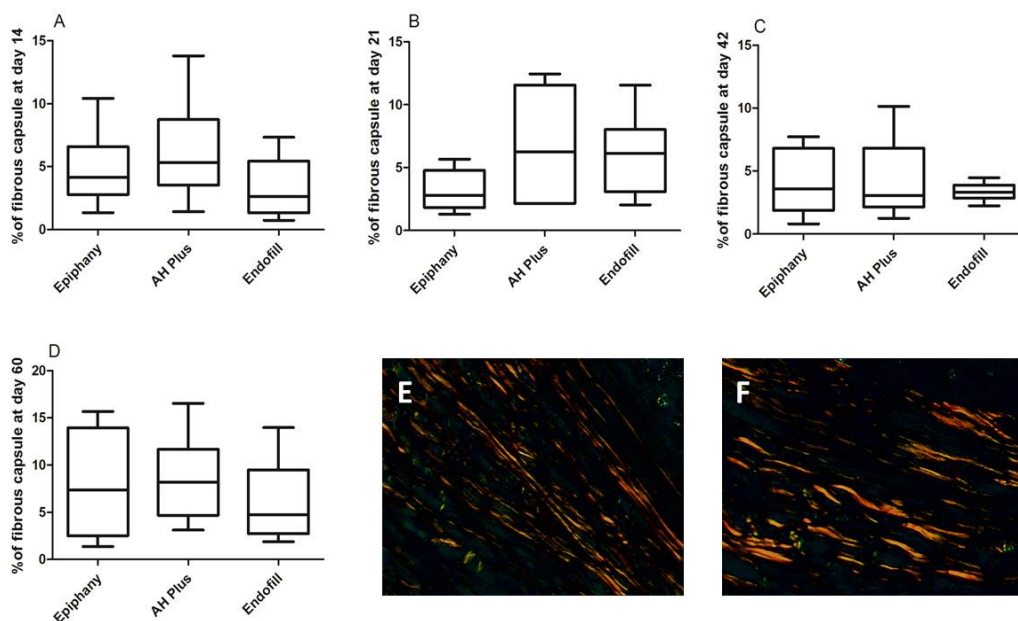 A
%of fibrous capsule at day 14
15
10
5
0
Epiphany
AH Plus
Endofill
B
%of fibrous capsule at day 21
15
10
5
0
Epiphany
AH Plus
Endofill
C
%of fibrous capsule at day 42
15
10
5
0
Epiphany
AH Plus
Endofill
D
%of fibrous capsule at day 60
20
15
10
5
0
Epiphany
AH Plus
Endofill
E
F